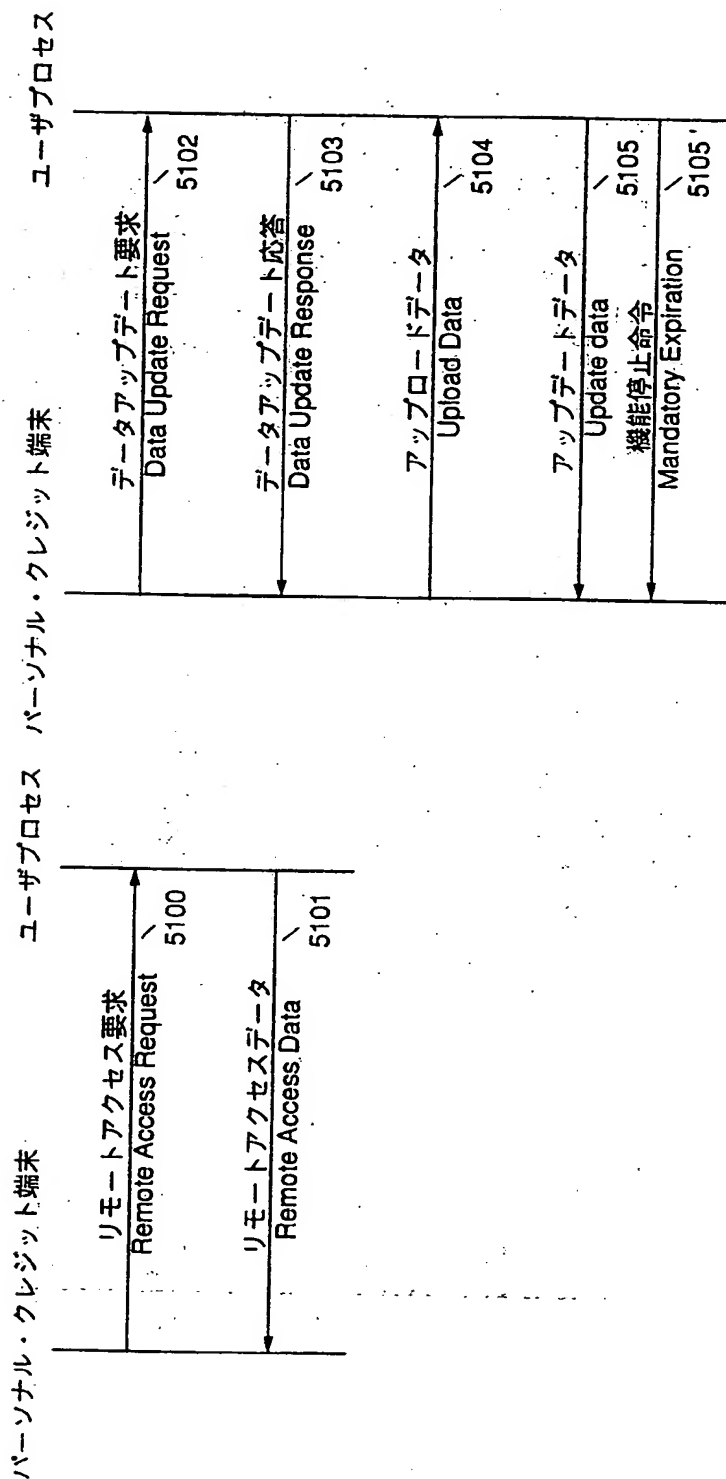 パーソナル・クレジット端末
ユーザプロセス
リモートアクセス要求
Remote Access Request
5100
リモートアクセスデータ
Remote Access Data
5101
パーソナル・クレジット端末
ユーザプロセス
データアップデート要求
Data Update Request
5102
データアップデート応答
Data Update Response
5103
アップロードデータ
Upload Data
5104
アップデートデータ
Update data
5105
機能停止命令
Mandatory Expiration
5105'